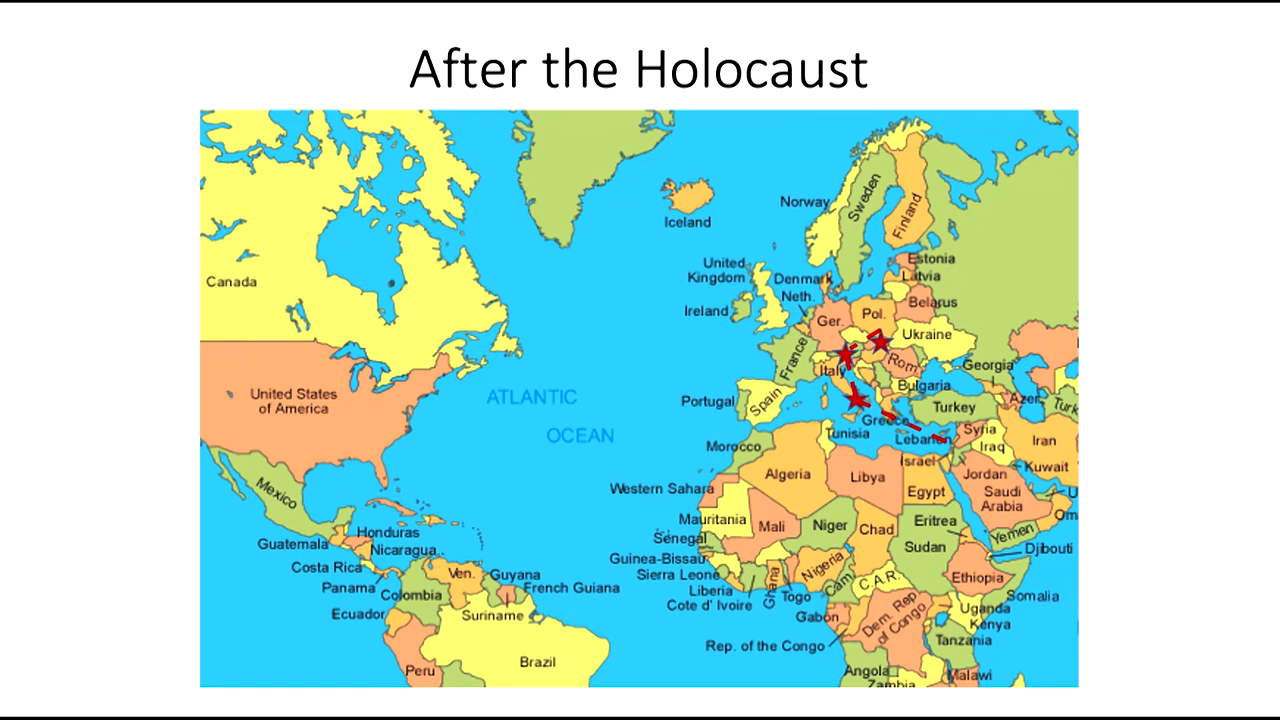 After the Holocaust
Canada
Iceland
Norway
Sweden
Finland
United
Kingdom
Ireland
Denmark
Neth.
Estonia
Latvia
Belarus
Ger.
Pol.
Ukraine
France
Italy
Rom.
Georgia
United States
of America
ATLANTIC
OCEAN
Portugal
Spain
Bulgaria
Azer.
Turk
Turkey
Greece
Tunisia
Lebanon
Syria
Iraq
Iran
Morocco
Israel
Kuwait
Algeria
Libya
Egypt
Jordan
Saudi
Arabia
Mexico
Western Sahara
U
Om
Mauritania
Mali
Niger
Chad
Eritrea
Yemen
Honduras
Guatemala
Nicaragua
Sénegal
Sudan
Djibouti
Costa Rica
Guinea-Bissau
Nigeria
Panama
Ven.
Guyana
Sierra Leone
Cam.
C.A.R.
Ethiopia
Colombia
French Guiana
Liberia
Ghana
Togo
Somalia
Cote d' Ivoire
Ecuador
Suriname
Gabon
Dem. Rep
of Congo
Uganda
Kenya
Rep. of the Congo
Tanzania
Brazil
Peru
Angola
Malawi
Zambia